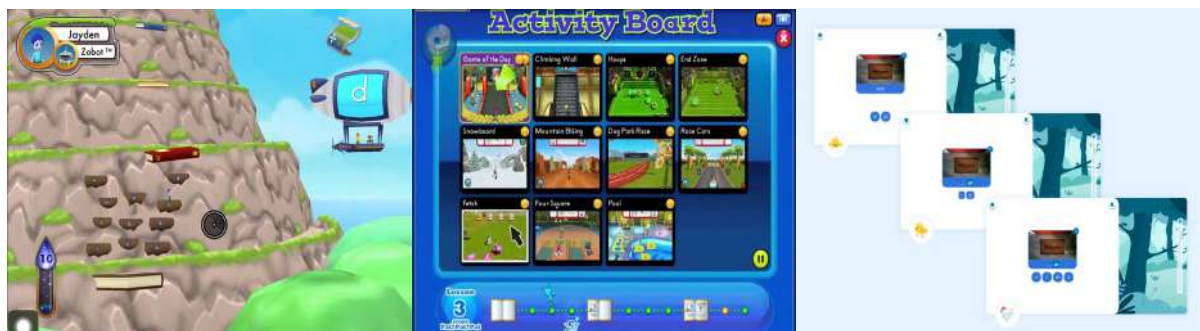 Jayden
Zobot™
d
10
Activity Board
Game of the Day
Climbing Wall
Hoops
End Zone
Snowboard
Mountain Biking
Dog Park Race
Race Cars
Fetch
Four Square
Pool
Lesson
3